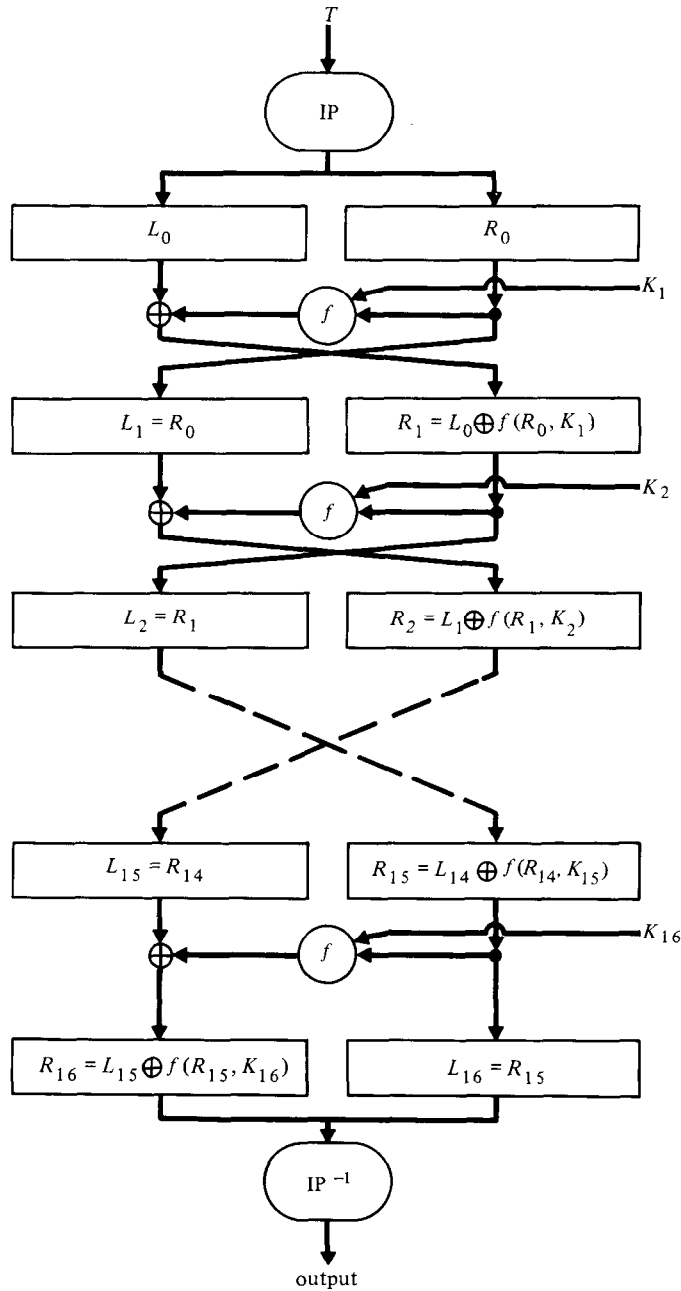 T
IP
L₀
R₀
K₁
⊕
f
L₁ = R₀
R₁ = L₀ ⊕ f (R₀, K₁)
K₂
⊕
f
L₂ = R₁
R₂ = L₁ ⊕ f (R₁, K₂)
L₁₅ = R₁₄
R₁₅ = L₁₄ ⊕ f(R₁₄, K₁₅)
K₁₆
⊕
f
R₁₆ = L₁₅ ⊕ f (R₁₅, K₁₆)
L₁₆ = R₁₅
IP⁻¹
output